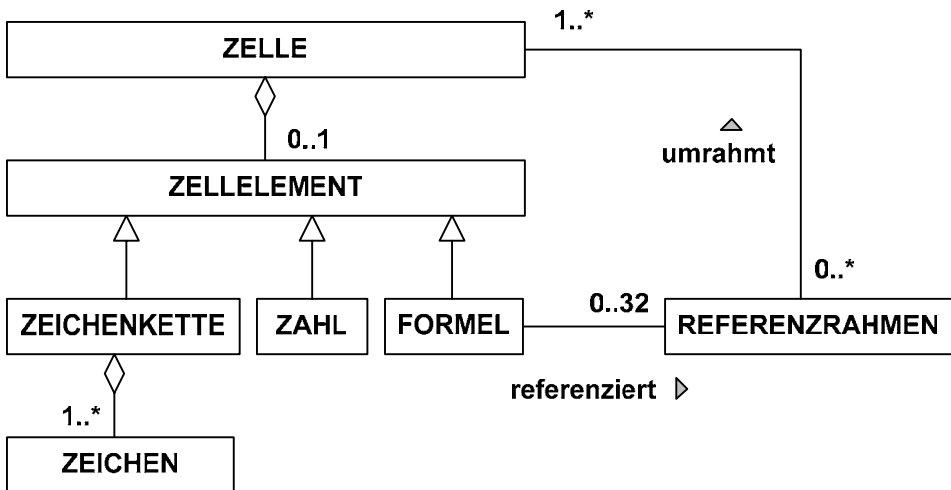 1..*
ZELLE
0..1
umrahmt
ZELLELEMENT
0..*
0..32
ZEICHENKETTE
ZAHL
FORMEL
REFERENZRAHMEN
referenziert
1..*
ZEICHEN